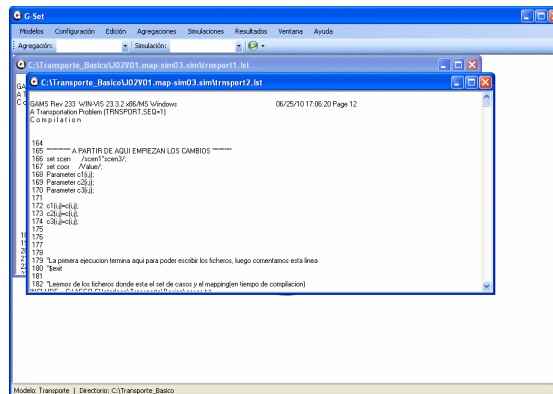 G-Set
Modelos Configuración Edición Agregaciones Simulaciones Resultados Ventana Ayuda
Agregación: Simulación:
C:\Transporte_Basico\J02V01.map-sim03.sim\trnsport1.lst
C:\Transporte_Basico\J02V01.map-sim03.sim\trnsport2.lst
GAMS Rev 233 WIN-VIS 23.3.2 x86/MS Windows 06/25/10 17:06:20 Page 12
A Transportation Problem (TRNSPORT,SEQ=1)
C o m p i l a t i o n
164
165 ********** A PARTIR DE AQUI EMPIEZAN LOS CAMBIOS ********
166 set scen /scen1*scen3/;
167 set coor /Value/;
168 Parameter c1(i,j);
169 Parameter c2(i,j);
170 Parameter c3(i,j);
171
172 c1(i,j)=c(i,j);
173 c2(i,j)=c(i,j);
174 c3(i,j)=c(i,j);
175
176
177
178
179 *La primera ejecucion termina aqui para poder escribir los ficheros, luego comentamos esta linea
180 *$exit
181
182 *Leemos de los ficheros donde esta el set de casos y el mapping(en tiempo de compilacion)
Modelo: Transporte | Directorio: C:\Transporte_Basico